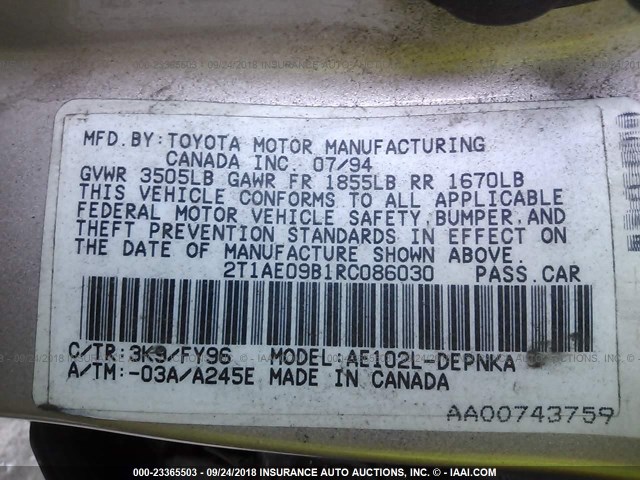 MFD. BY: TOYOTA MOTOR MANUFACTURING
CANADA INC. 07/94
GVWR 3505LB GAWR FR 1855LB RR 1670LB
THIS VEHICLE CONFORMS TO ALL APPLICABLE
FEDERAL MOTOR VEHICLE SAFETY, BUMPER, AND
THEFT PREVENTION STANDARDS IN EFFECT ON
THE DATE OF MANUFACTURE SHOWN ABOVE.
2T1AE09B1RC086030 PASS. CAR
C/TR: 3K9/FY96 MODEL: AE102L-DEPNKA
A/TM: -03A/A245E MADE IN CANADA
AA00743759
000-23365503 - 09/24/2018 - INSURANCE AUTO AUCTIONS, INC. - © - IAAI.COM